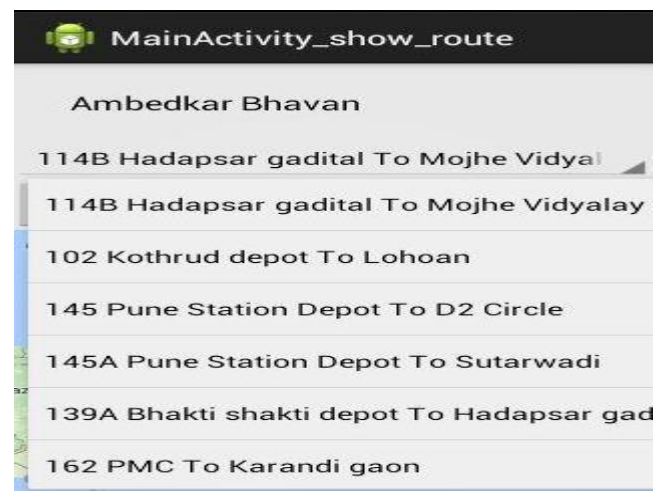 MainActivity_show_route
Ambedkar Bhavan
114B Hadapsar gadital To Mojhe Vidyal
114B Hadapsar gadital To Mojhe Vidyalay
102 Kothrud depot To Lohoan
145 Pune Station Depot To D2 Circle
145A Pune Station Depot To Sutarwadi
139A Bhakti shakti depot To Hadapsar gad
162 PMC To Karandi gaon